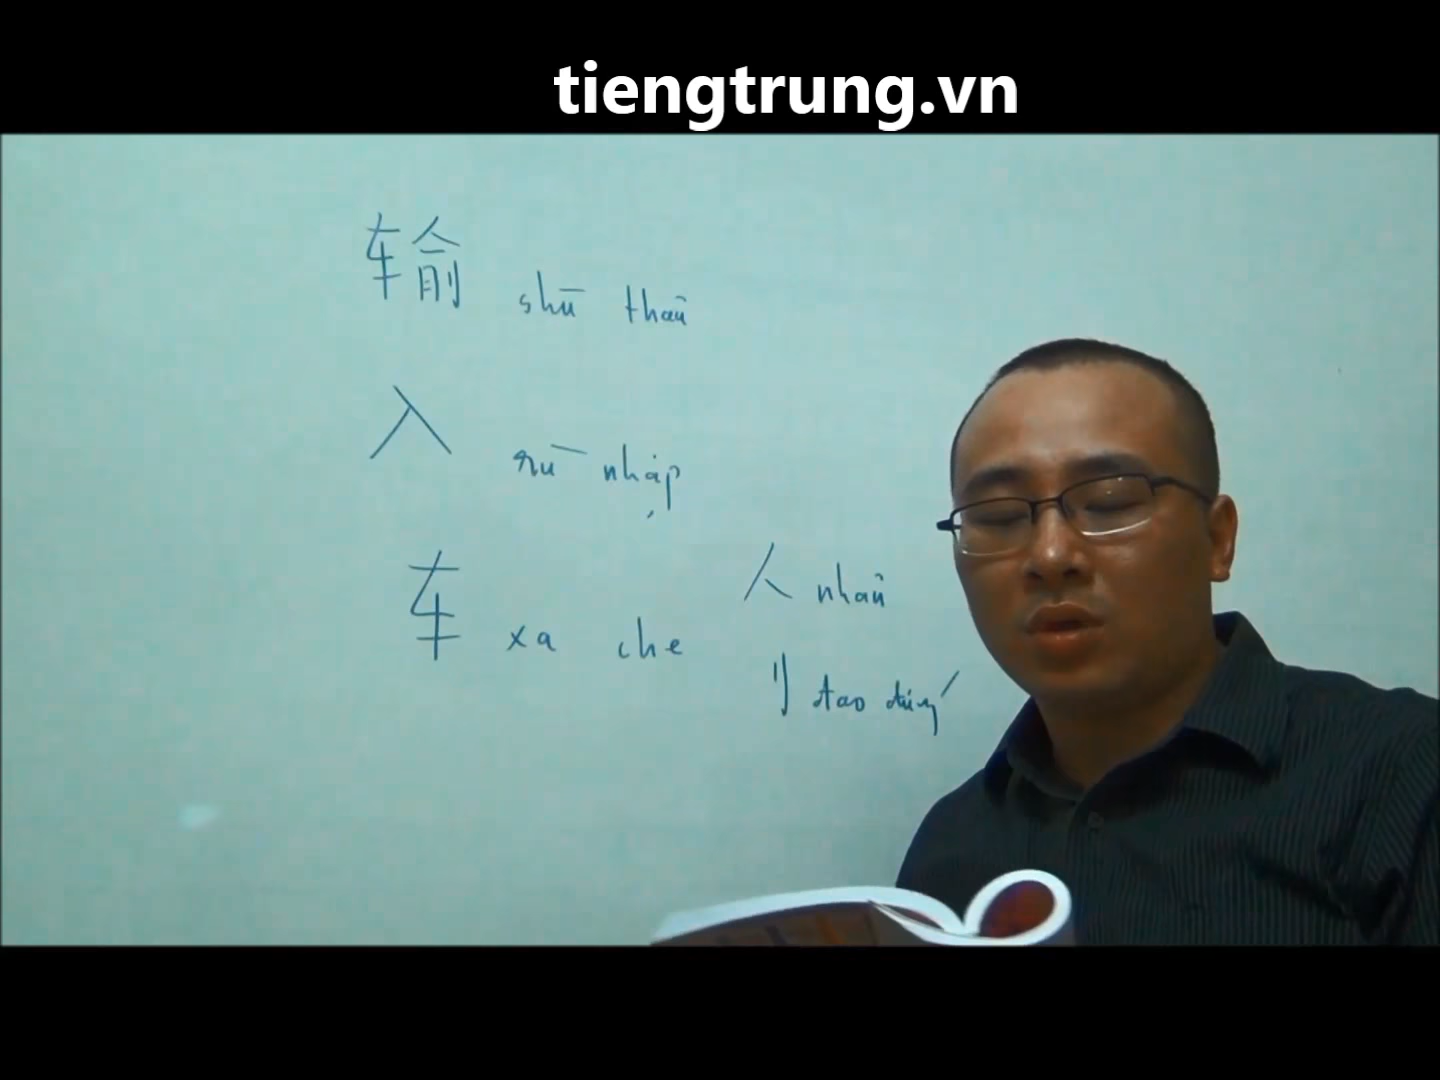 tiengtrung.vn
输 shū thâu
入 rù nhập
车 xa che
人 nhân
刂 đao đứng